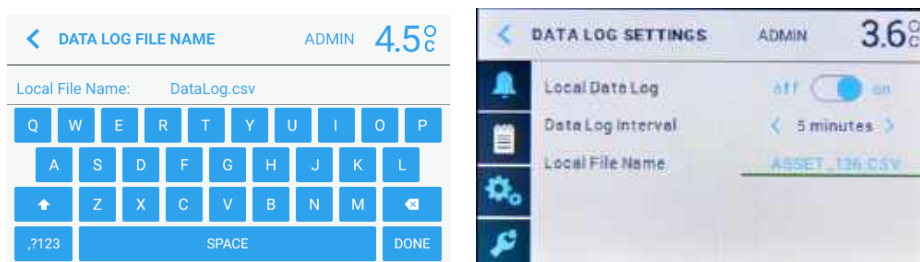 DATA LOG FILE NAME ADMIN 4.5°C
Local File Name: DataLog.csv
Q W E R T Y U I O P
A S D F G H J K L
Z X C V B N M
,?123 SPACE DONE
DATA LOG SETTINGS ADMIN 3.6°C
Local Data Log off on
Data Log Interval < 5 minutes >
Local File Name ASSET_136.CSV